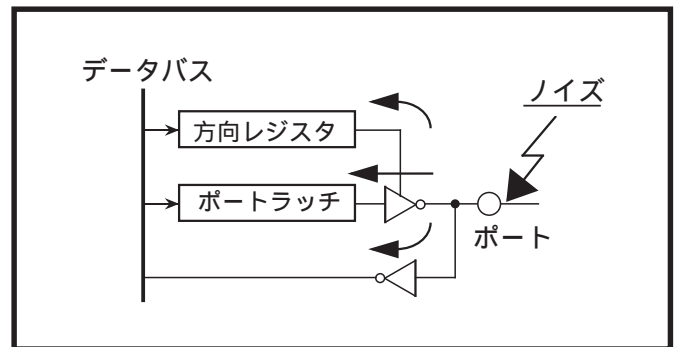 データバス
ノイズ
方向レジスタ
ポートラッチ
ポート